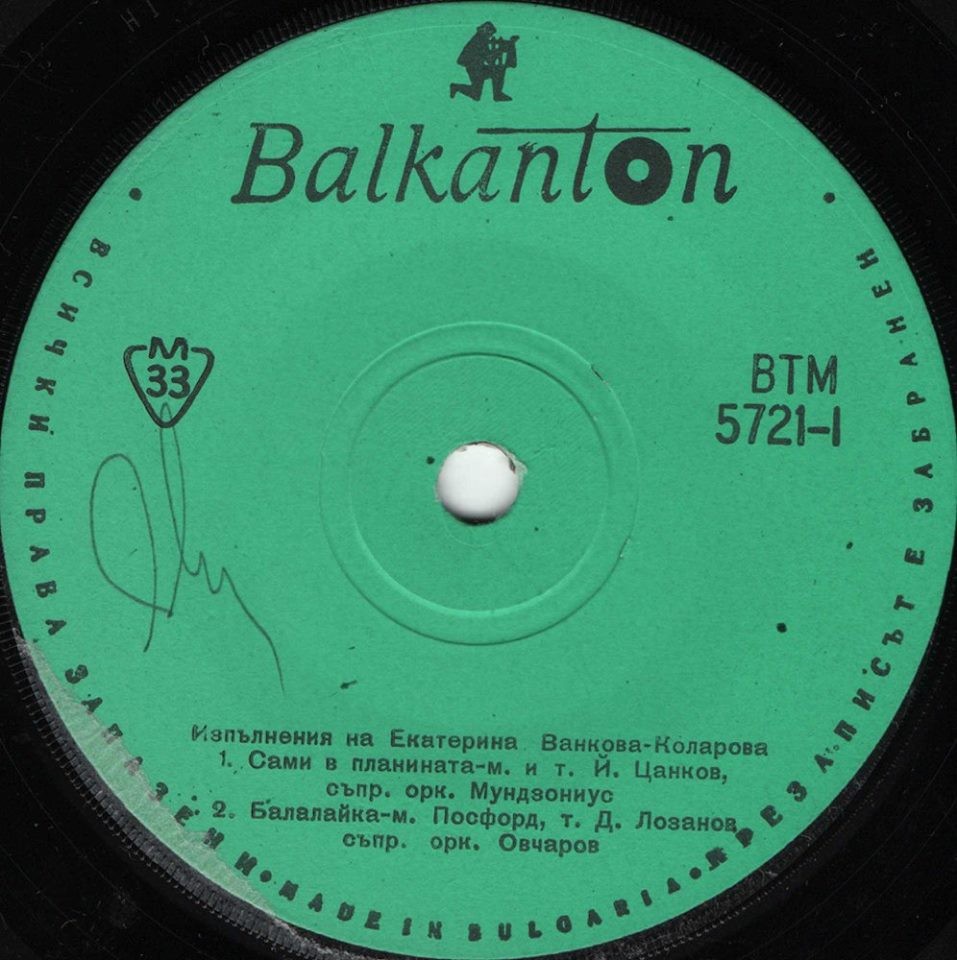 Balkanton
ВСИЧКИ ПРАВА ЗАПАЗЕНИ • MADE IN BULGARIA • ПРЕЗАПИСЪТ Е ЗАБРАНЕН
М
33
ВТМ
5721-I
Изпълнения на Екатерина Ванкова-Коларова
1. Сами в планината-м. и т. Й. Цанков,
съпр. орк. Мундзониус
2. Балалайка-м. Посфорд, т. Д. Лозанов
съпр. орк. Овчаров